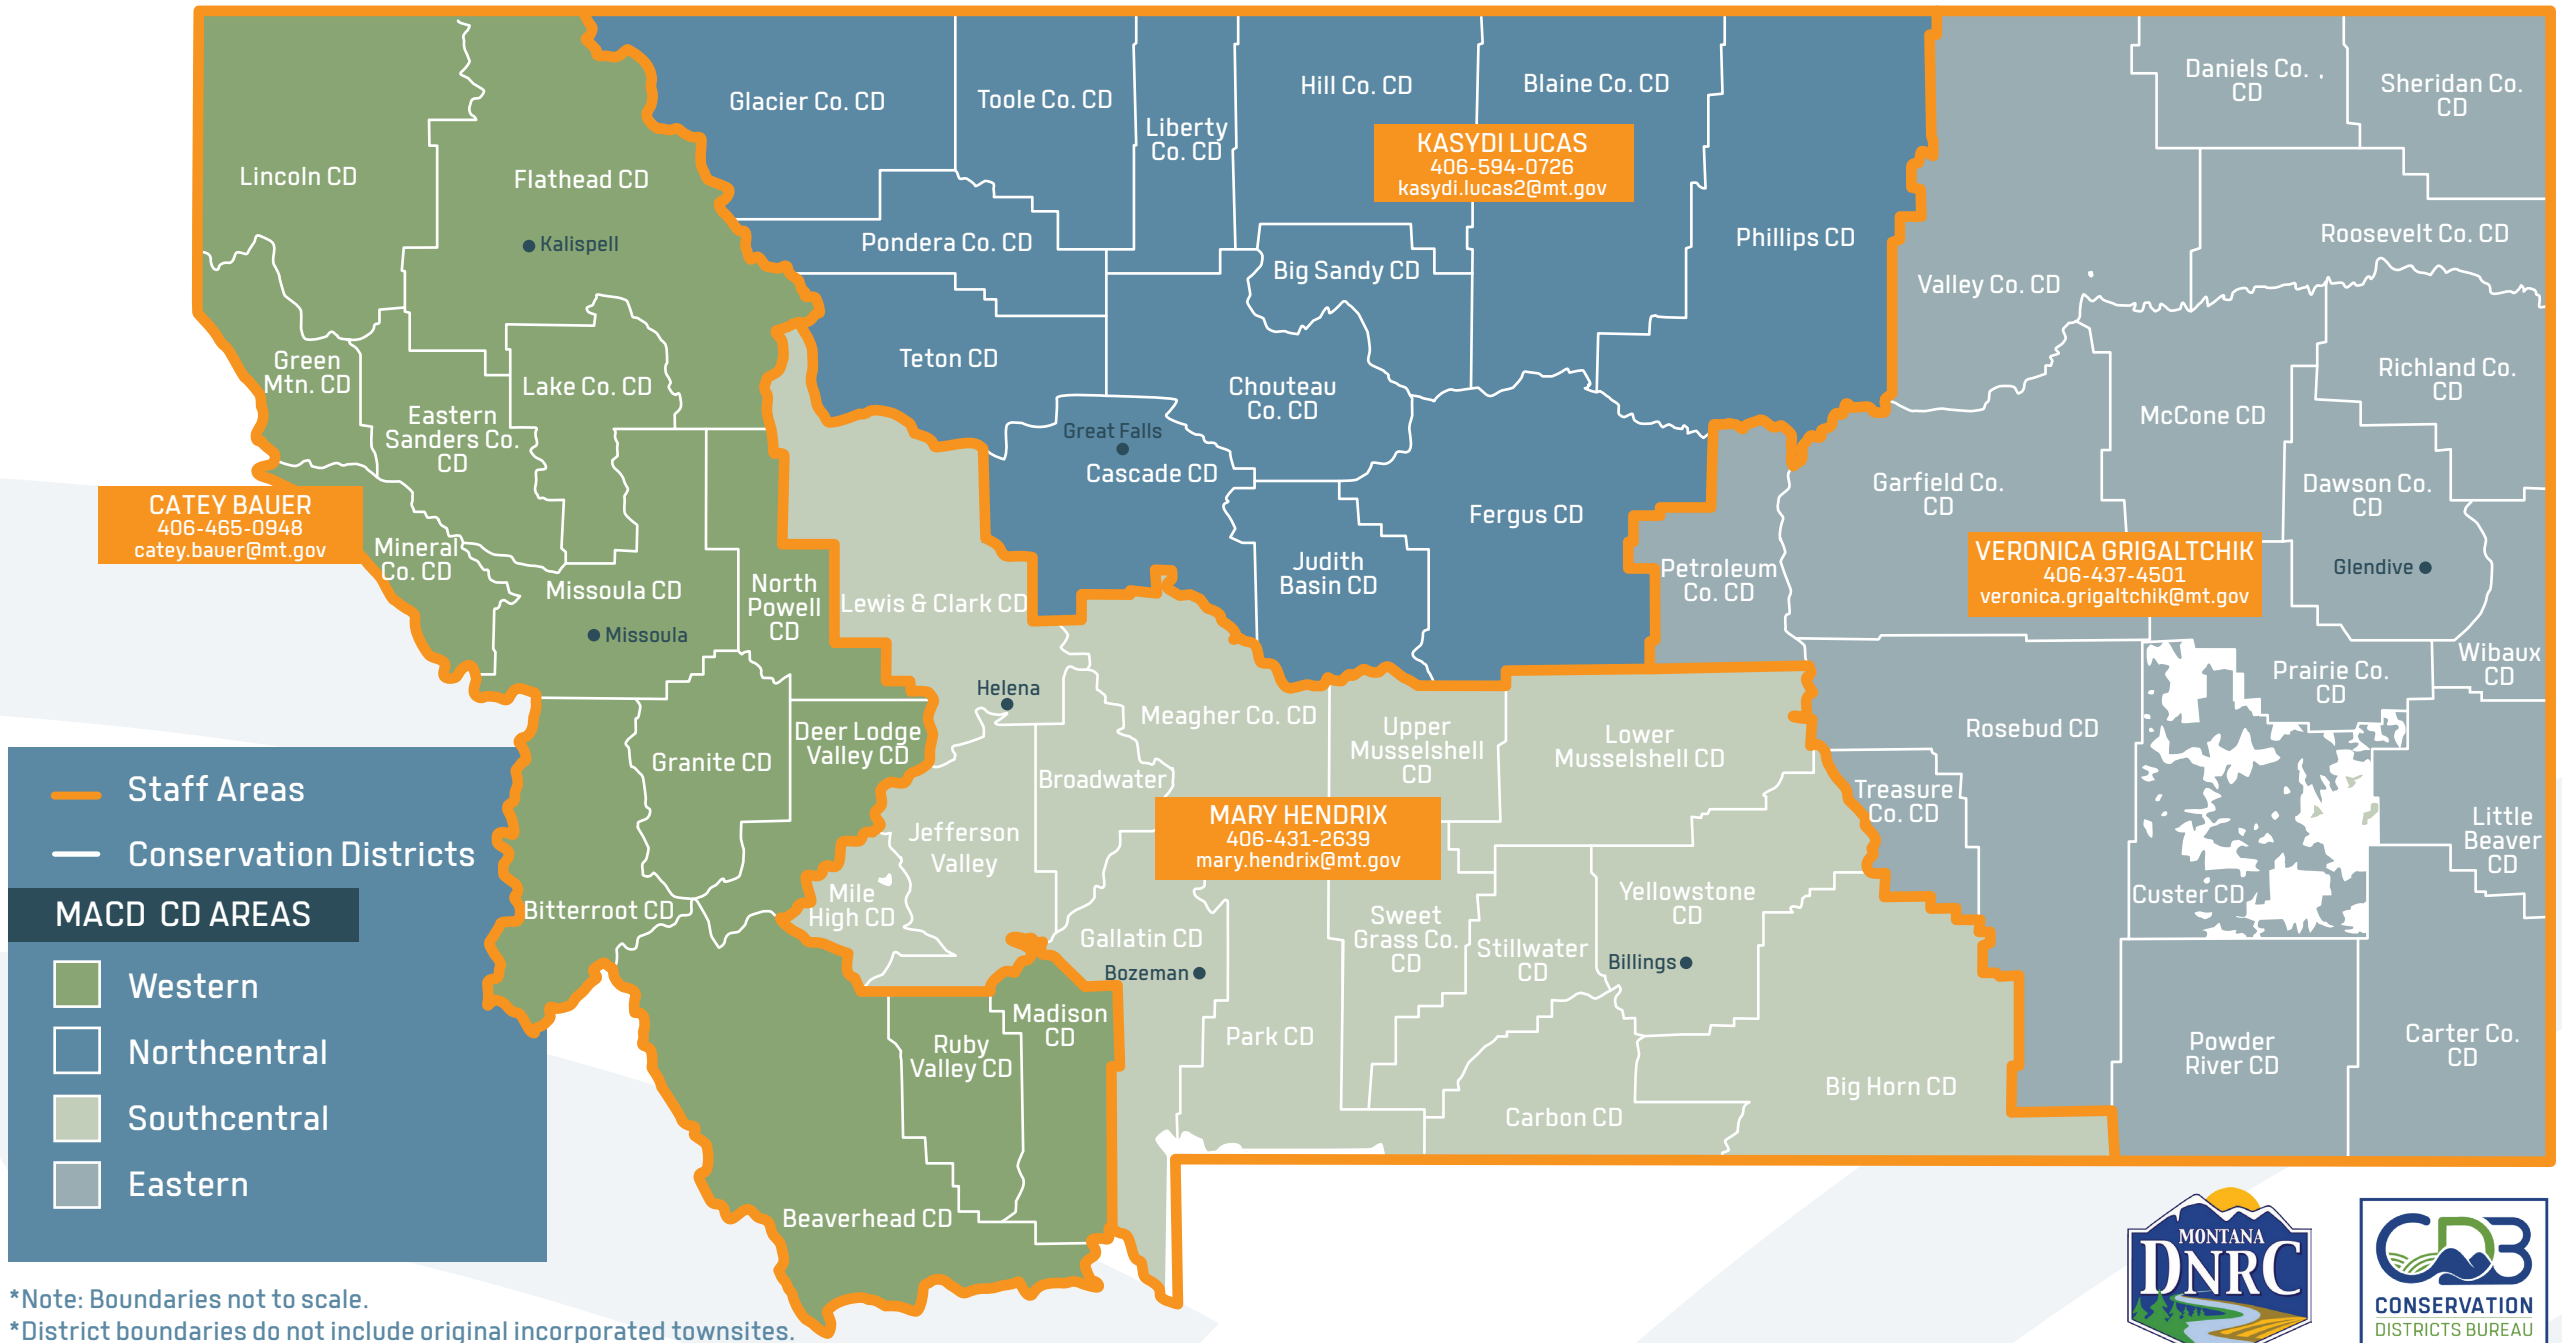 Glacier Co. CD
Toole Co. CD
Liberty
Co. CD
Hill Co. CD
Blaine Co. CD
Daniels Co.
CD
Sheridan Co.
CD
KASYDI LUCAS
406-594-0726
kasydi.lucas2@mt.gov
Lincoln CD
Flathead CD
Kalispell
Pondera Co. CD
Big Sandy CD
Phillips CD
Roosevelt Co. CD
Valley Co. CD
Green
Mtn. CD
Lake Co. CD
Teton CD
Chouteau
Co. CD
Richland Co.
CD
McCone CD
Eastern
Sanders Co.
CD
Great Falls
Cascade CD
Garfield Co.
CD
Dawson Co.
CD
CATEY BAUER
406-465-0948
catey.bauer@mt.gov
Fergus CD
Mineral
Co. CD
Missoula CD
North
Powell
CD
Lewis & Clark CD
Judith
Basin CD
Petroleum
Co. CD
VERONICA GRIGALTCHIK
406-437-4501
veronica.grigaltchik@mt.gov
Glendive
Missoula
Helena
Prairie Co.
CD
Wibaux
CD
Granite CD
Deer Lodge
Valley CD
Meagher Co. CD
Upper
Musselshell
CD
Lower
Musselshell CD
Rosebud CD
Broadwater
Treasure
Co. CD
Jefferson
Valley
MARY HENDRIX
406-431-2639
mary.hendrix@mt.gov
Little
Beaver
CD
Bitterroot CD
Mile
High CD
Gallatin CD
Bozeman
Sweet
Grass Co.
CD
Stillwater
CD
Yellowstone
CD
Billings
Custer CD
Madison
CD
Ruby
Valley CD
Park CD
Carbon CD
Big Horn CD
Powder
River CD
Carter Co.
CD
Beaverhead CD
Staff Areas
Conservation Districts
MACD CD AREAS
Western
Northcentral
Southcentral
Eastern
*Note: Boundaries not to scale.
*District boundaries do not include original incorporated townsites.
MONTANA
DNRC
CDB
CONSERVATION
DISTRICTS BUREAU